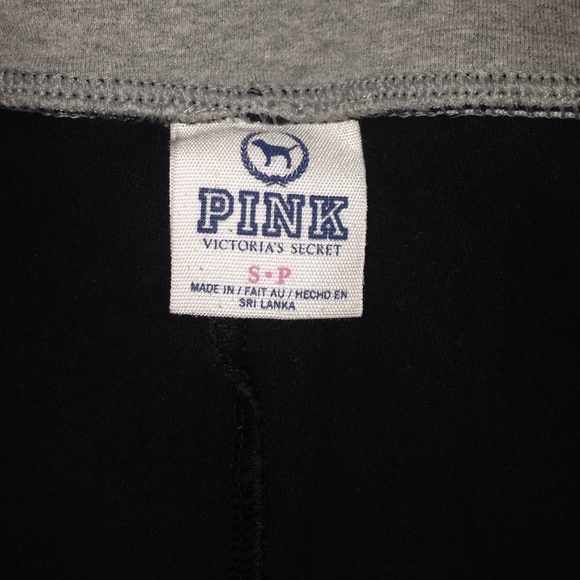 PINK
VICTORIA'S SECRET
S•P
MADE IN / FAIT AU / HECHO EN
SRI LANKA